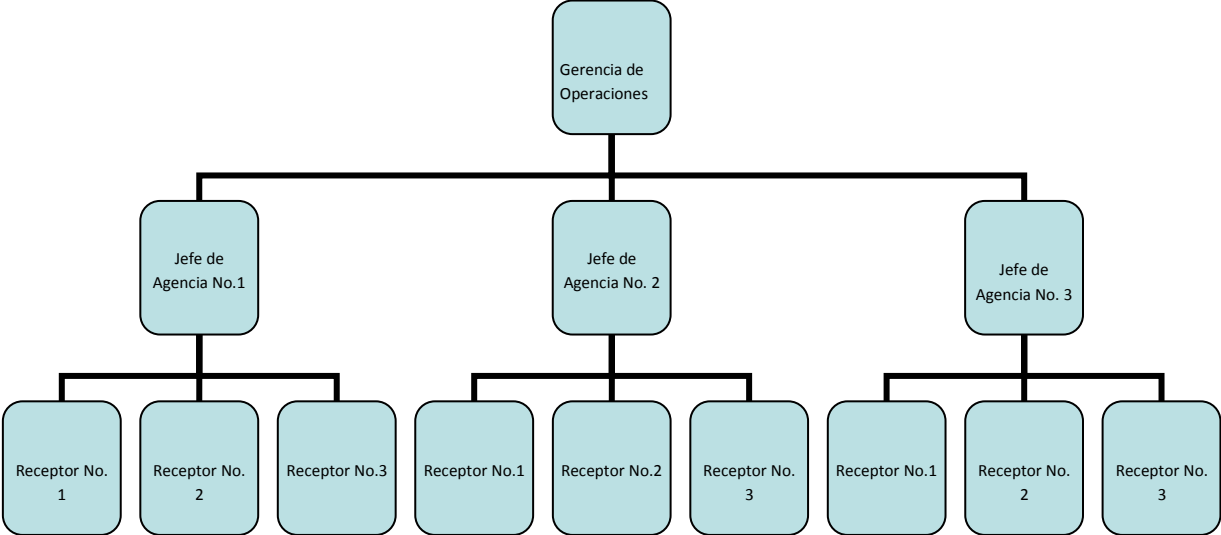 Gerencia de
Operaciones
Jefe de
Agencia No.1
Jefe de
Agencia No. 2
Jefe de
Agencia No. 3
Receptor No.
1
Receptor No.
2
Receptor No.3
Receptor No.1
Receptor No.2
Receptor No.
3
Receptor No.1
Receptor No.
2
Receptor No.
3